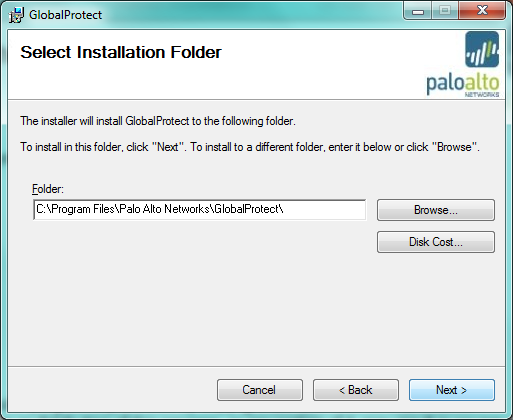 GlobalProtect
Select Installation Folder
paloalto
NETWORKS
The installer will install GlobalProtect to the following folder.
To install in this folder, click "Next". To install to a different folder, enter it below or click "Browse".
Folder:
C:\Program Files\Palo Alto Networks\GlobalProtect\
Browse...
Disk Cost...
Cancel
< Back
Next >